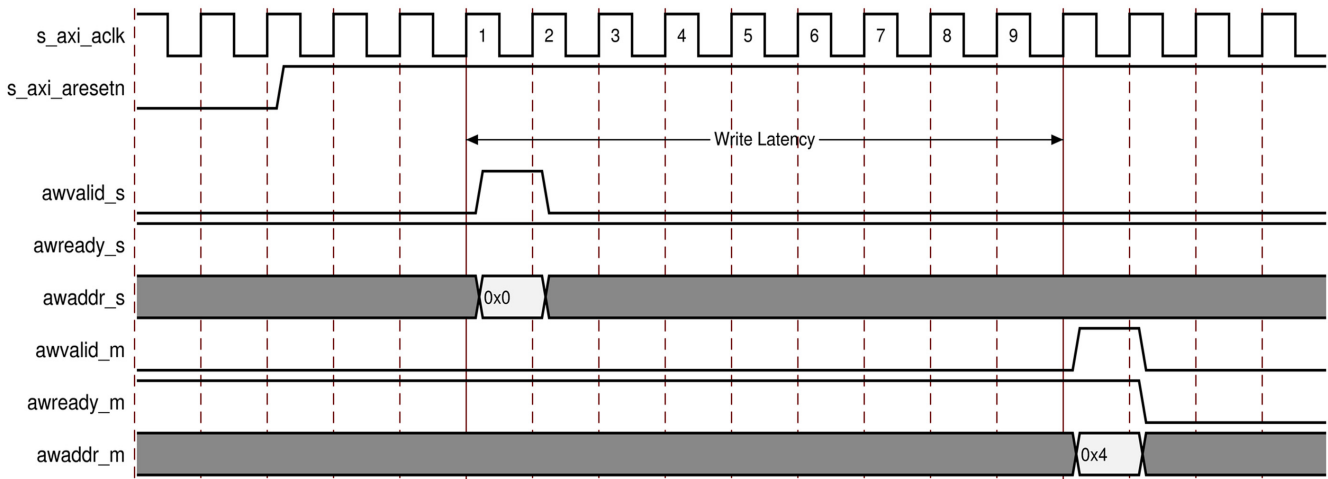 s_axi_aclk 1 2 3 4 5 6 7 8 9
s_axi_aresetn
Write Latency
awvalid_s
awready_s
awaddr_s 0x0
awvalid_m
awready_m
awaddr_m 0x4